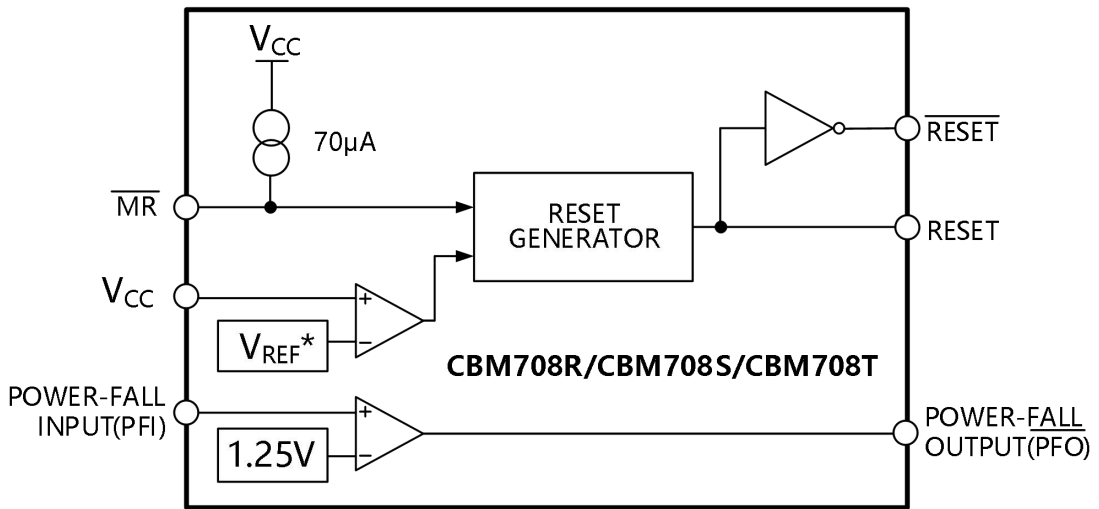 VCC
70µA
MR
RESET
GENERATOR
RESET
RESET
VCC
+
−
VREF*
CBM708R/CBM708S/CBM708T
POWER-FALL
INPUT(PFI)
+
−
1.25V
POWER-FALL
OUTPUT(PFO)